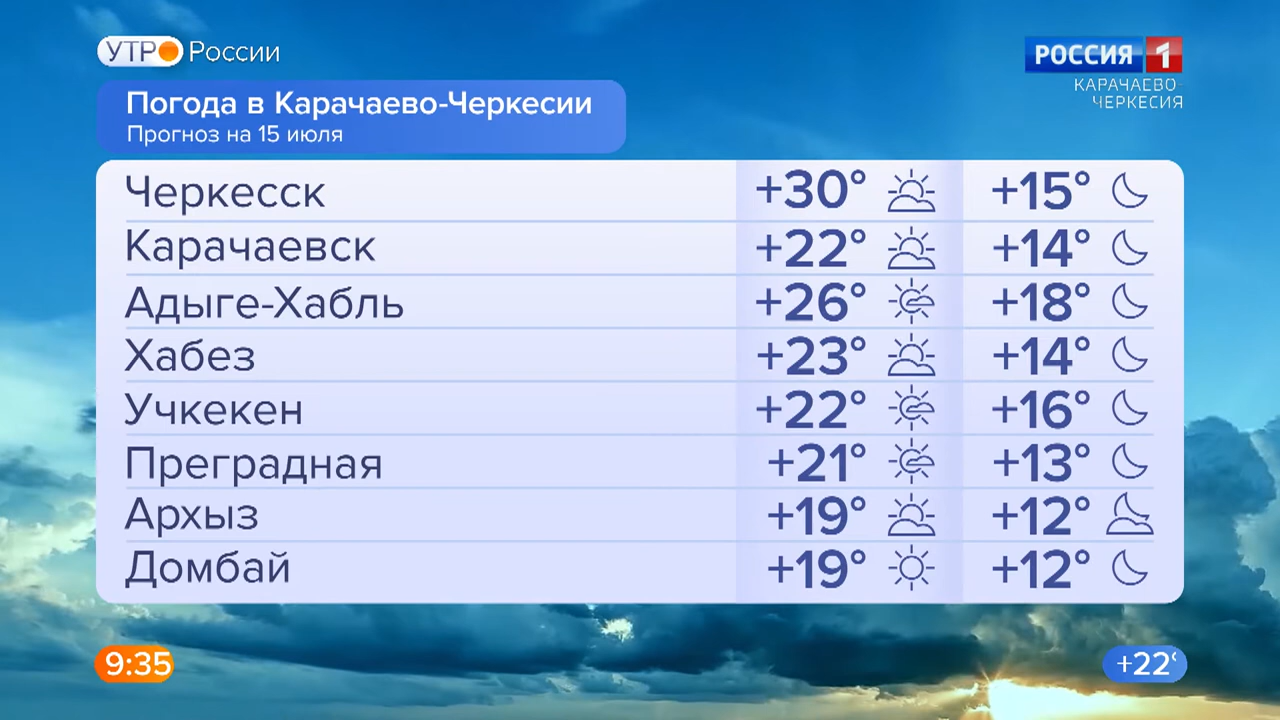 УТРО России
РОССИЯ 1
КАРАЧАЕВО-
ЧЕРКЕСИЯ
Погода в Карачаево-Черкесии
Прогноз на 15 июля
Черкесск +30° +15°
Карачаевск +22° +14°
Адыге-Хабль +26° +18°
Хабез +23° +14°
Учкекен +22° +16°
Преградная +21° +13°
Архыз +19° +12°
Домбай +19° +12°
9:35 +22°